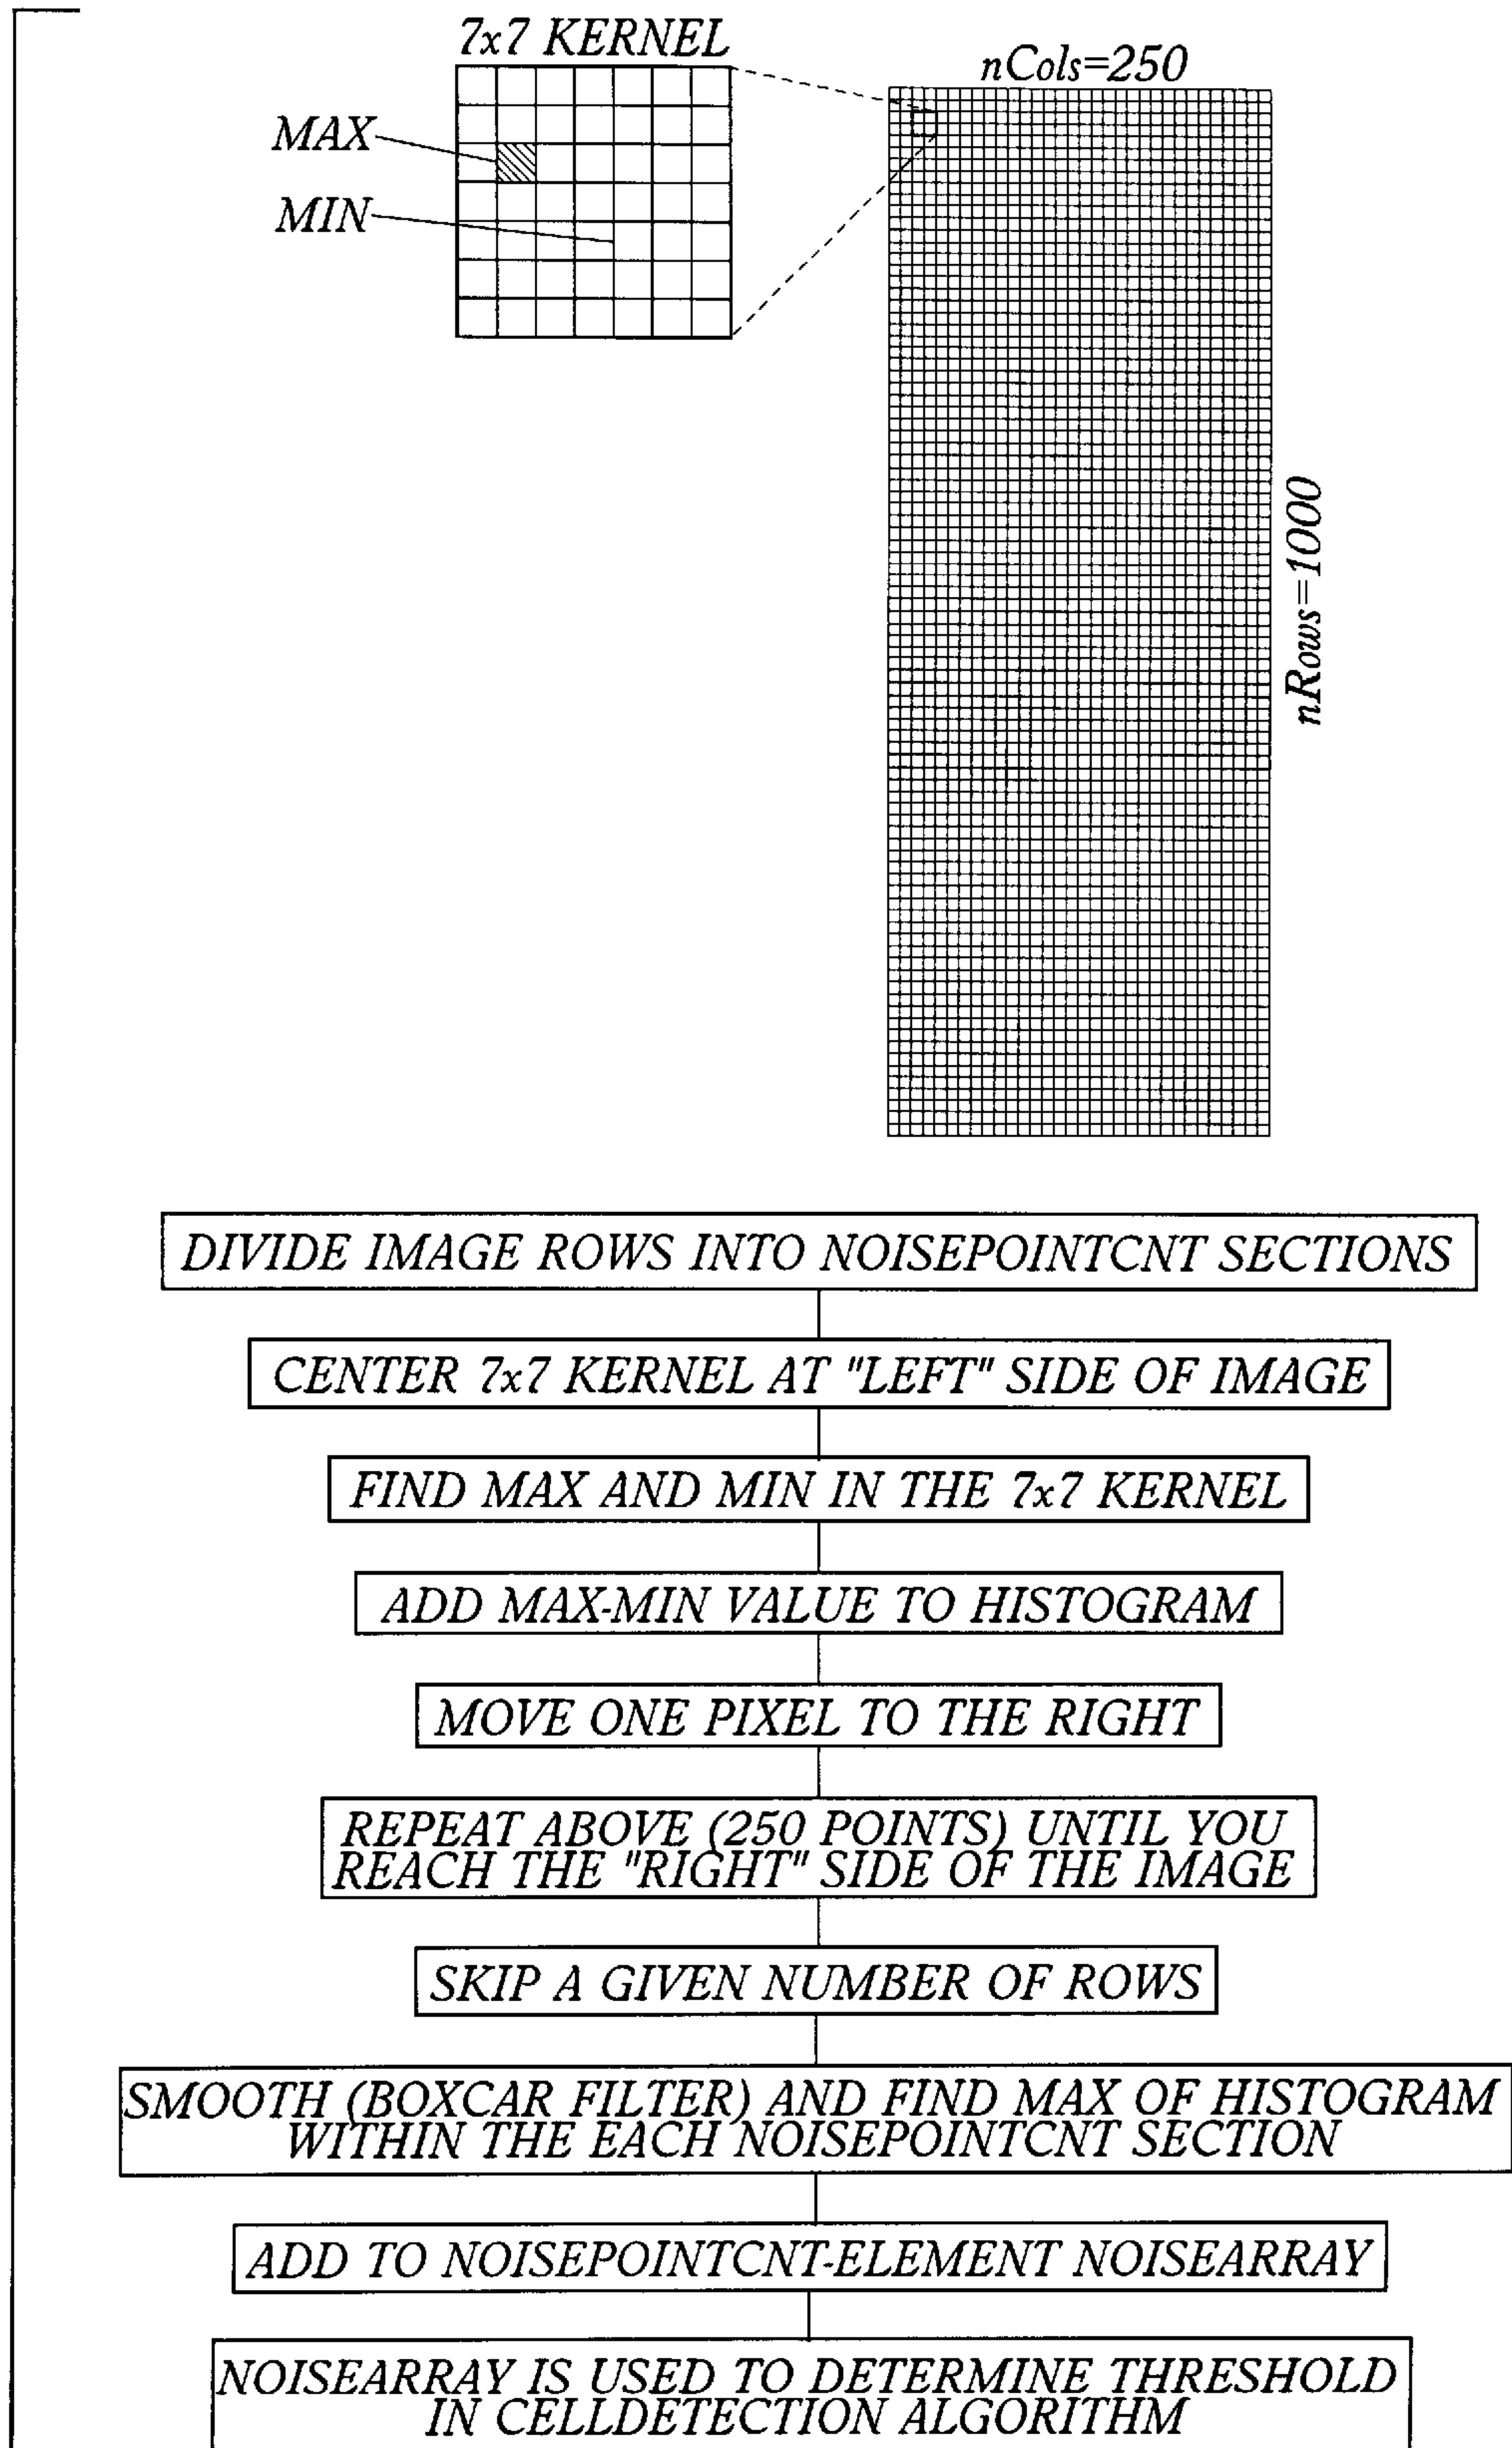 7x7 KERNEL
nCols=250
MAX
MIN
nRows=1000
DIVIDE IMAGE ROWS INTO NOISEPOINTCNT SECTIONS
CENTER 7x7 KERNEL AT "LEFT" SIDE OF IMAGE
FIND MAX AND MIN IN THE 7x7 KERNEL
ADD MAX-MIN VALUE TO HISTOGRAM
MOVE ONE PIXEL TO THE RIGHT
REPEAT ABOVE (250 POINTS) UNTIL YOU
REACH THE "RIGHT" SIDE OF THE IMAGE
SKIP A GIVEN NUMBER OF ROWS
SMOOTH (BOXCAR FILTER) AND FIND MAX OF HISTOGRAM
WITHIN THE EACH NOISEPOINTCNT SECTION
ADD TO NOISEPOINTCNT-ELEMENT NOISEARRAY
NOISEARRAY IS USED TO DETERMINE THRESHOLD
IN CELLDETECTION ALGORITHM